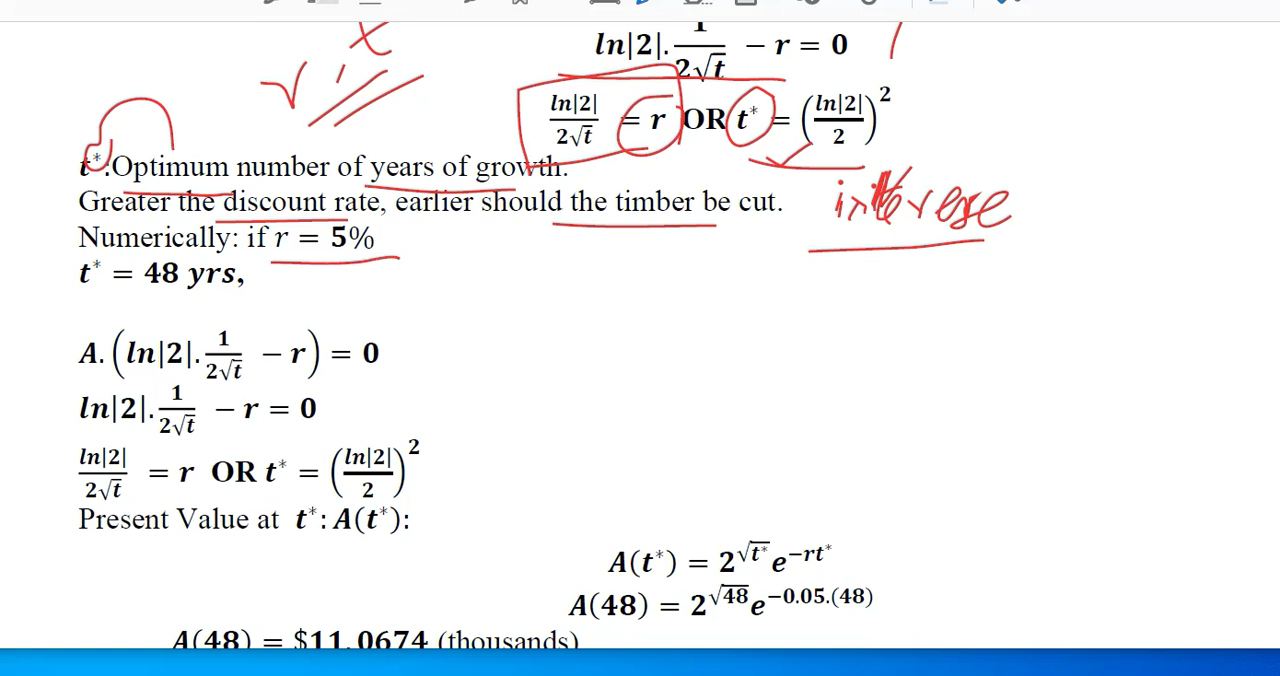 t
√
ln|2|. 1/(2√t) − r = 0
ln|2|/(2√t) = r OR t* = (ln|2|/2)²
t*:Optimum number of years of growth.
Greater the discount rate, earlier should the timber be cut.
Numerically: if r = 5%
t* = 48 yrs,
A. (ln|2|. 1/(2√t) − r) = 0
ln|2|. 1/(2√t) − r = 0
ln|2|/(2√t) = r OR t* = (ln|2|/2)²
Present Value at t*: A(t*):
A(t*) = 2^√t* e^−rt*
A(48) = 2^√48 e^−0.05.(48)
A(48) = $11.0674 (thousands)